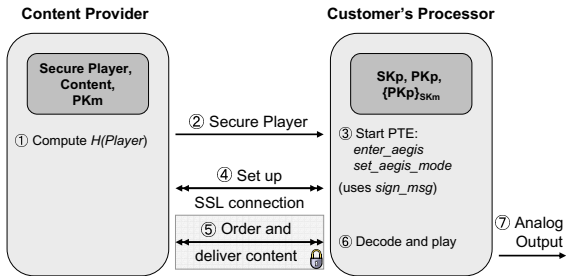 Content Provider
Customer's Processor
Secure Player,
Content,
PKm
SKp, PKp,
{PKp}SKm
① Compute H(Player)
② Secure Player
③ Start PTE:
enter_aegis
set_aegis_mode
(uses sign_msg)
④ Set up
SSL connection
⑤ Order and
deliver content
⑥ Decode and play
⑦ Analog
Output